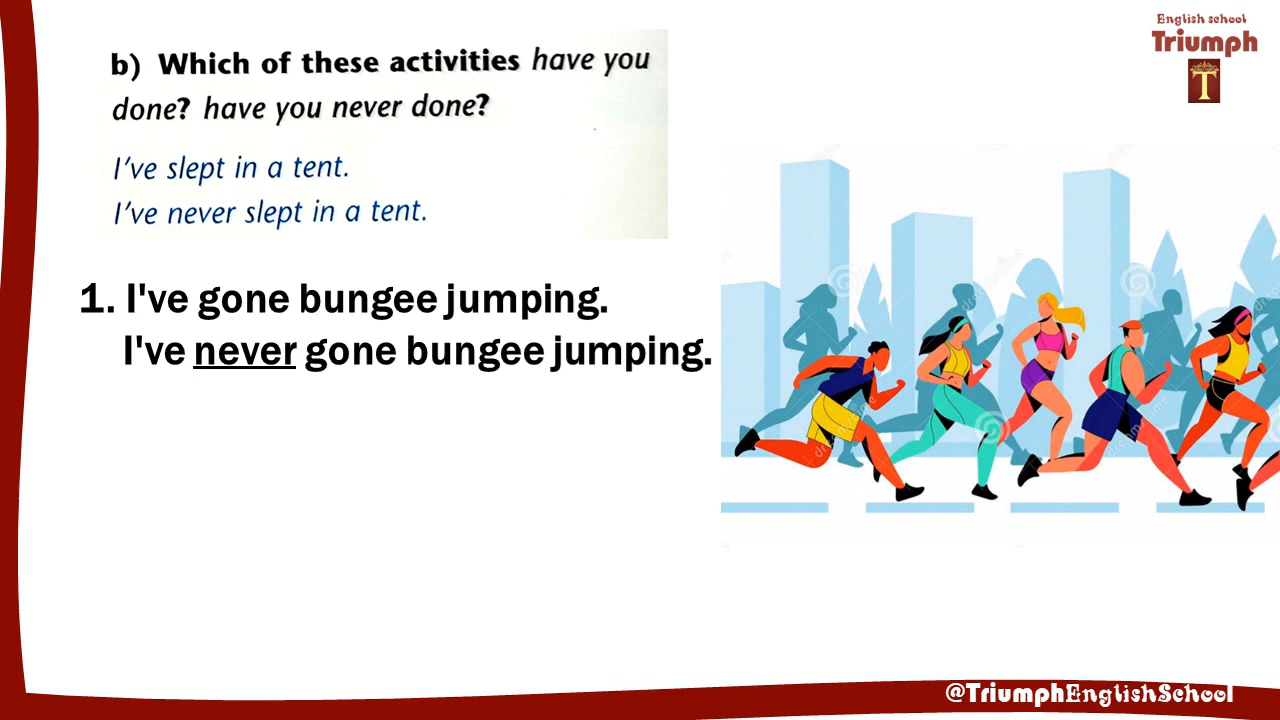 English school
Triumph
T
b) Which of these activities have you
done? have you never done?
I've slept in a tent.
I've never slept in a tent.
1. I've gone bungee jumping.
I've never gone bungee jumping.
@TriumphEnglishSchool